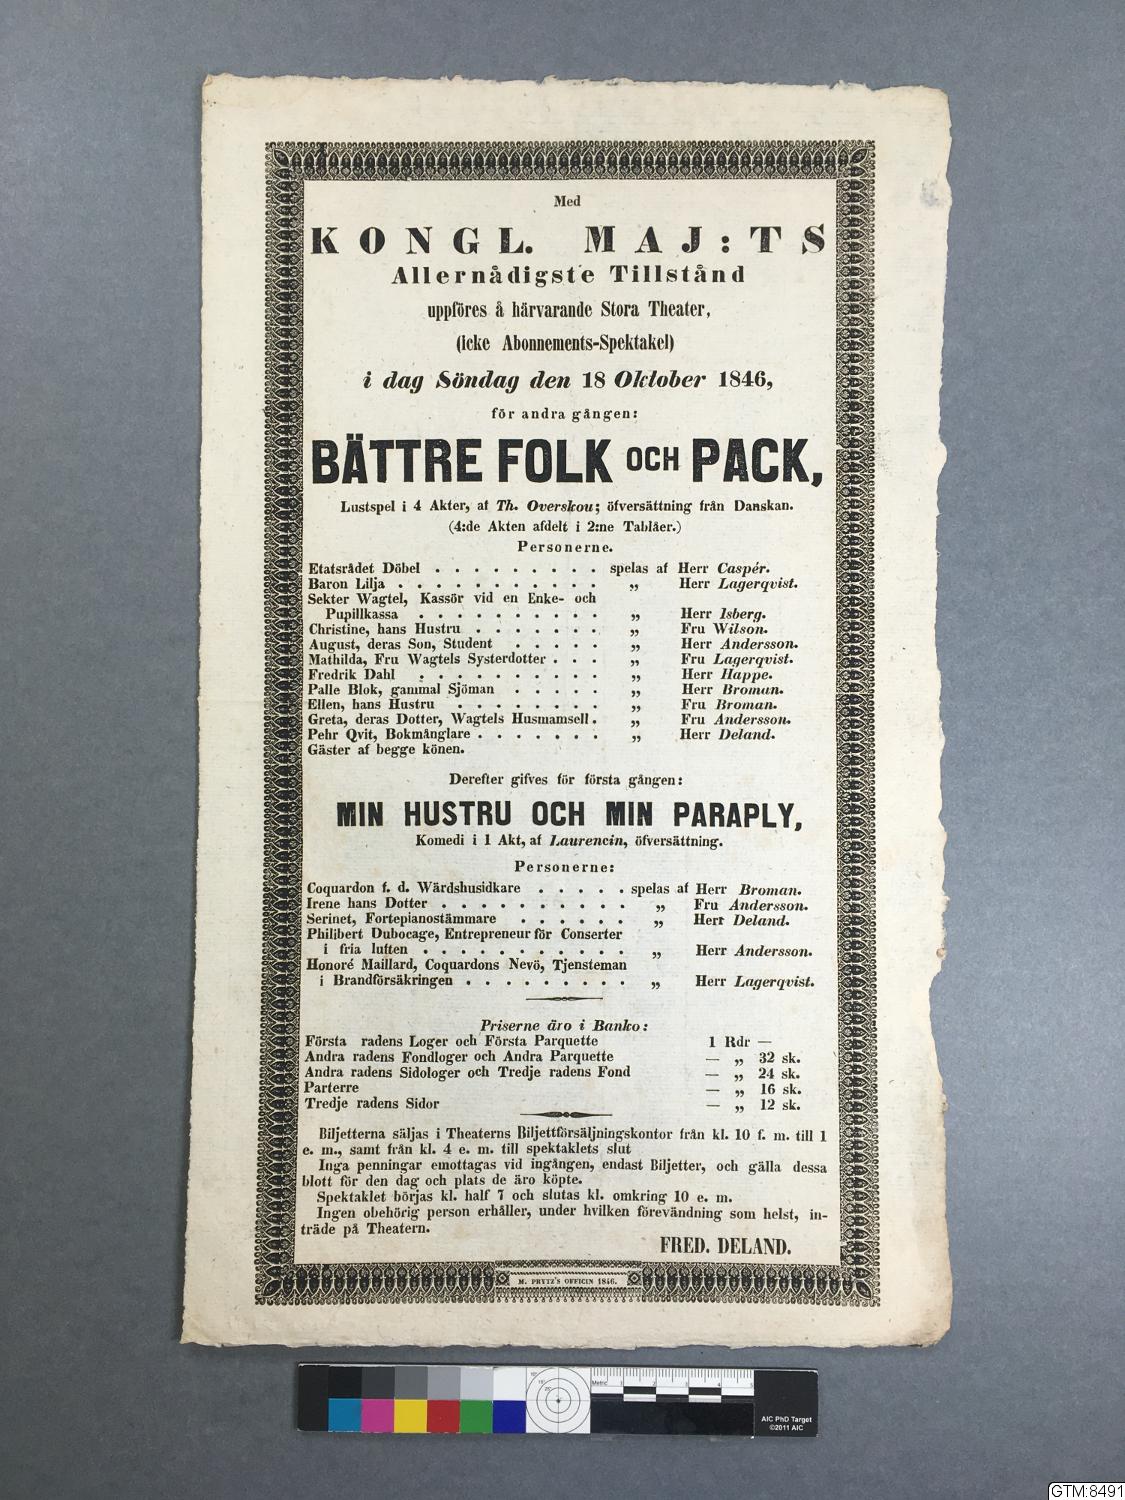 Med
KONGL. MAJ:TS
Allernådigste Tillstånd
uppföres å härvarande Stora Theater,
(icke Abonnements-Spektakel)
i dag Söndag den 18 Oktober 1846,
för andra gången:
BÄTTRE FOLK OCH PACK,
Lustspel i 4 Akter, af Th. Overskou; öfversättning från Danskan.
(4:de Akten afdelt i 2:ne Tablåer.)
Personerne.
Etatsrådet Döbel . . . . . . . . . spelas af Herr Caspér.
Baron Lilja . . . . . . . . . . . „ Herr Lagerqvist.
Sekter Wagtel, Kassör vid en Enke- och
Pupillkassa . . . . . . . . . . „ Herr Isberg.
Christine, hans Hustru . . . . . . . „ Fru Wilson.
August, deras Son, Student . . . . . „ Herr Andersson.
Mathilda, Fru Wagtels Systerdotter . . . „ Fru Lagerqvist.
Fredrik Dahl . . . . . . . . . . „ Herr Happe.
Palle Blok, gammal Sjöman . . . . . „ Herr Broman.
Ellen, hans Hustru . . . . . . . . „ Fru Broman.
Greta, deras Dotter, Wagtels Husmamsell . „ Fru Andersson.
Pehr Qvit, Bokmånglare . . . . . . . „ Herr Deland.
Gäster af begge könen.
Derefter gifves för första gången:
MIN HUSTRU OCH MIN PARAPLY,
Komedi i 1 Akt, af Laurencin, öfversättning.
Personerne:
Coquardon f. d. Wärdshusidkare . . . . . spelas af Herr Broman.
Irene hans Dotter . . . . . . . . . . „ Fru Andersson.
Serinet, Fortepianostämmare . . . . . . „ Herr Deland.
Philibert Dubocage, Entrepreneur för Conserter
i fria luften . . . . . . . . . . „ Herr Andersson.
Honoré Maillard, Coquardons Nevö, Tjensteman
i Brandförsäkringen . . . . . . . . . „ Herr Lagerqvist.
Priserne äro i Banko:
Första radens Loger och Första Parquette 1 Rdr —
Andra radens Fondloger och Andra Parquette — „ 32 sk.
Andra radens Sidologer och Tredje radens Fond — „ 24 sk.
Parterre — „ 16 sk.
Tredje radens Sidor — „ 12 sk.
Biljetterna säljas i Theaterns Biljettförsäljningskontor från kl. 10 f. m. till 1
e. m., samt från kl. 4 e. m. till spektaklets slut
Inga penningar emottagas vid ingången, endast Biljetter, och gälla dessa
blott för den dag och plats de äro köpte.
Spektaklet börjas kl. half 7 och slutas kl. omkring 10 e. m.
Ingen obehörig person erhåller, under hvilken förevändning som helst, in-
träde på Theatern.
FRED. DELAND.
M. PRYTZ'S OFFICIN 1846.
Metric 1 2 3 4 5
AIC PhD Target
©2011 AIC
GTM:8491